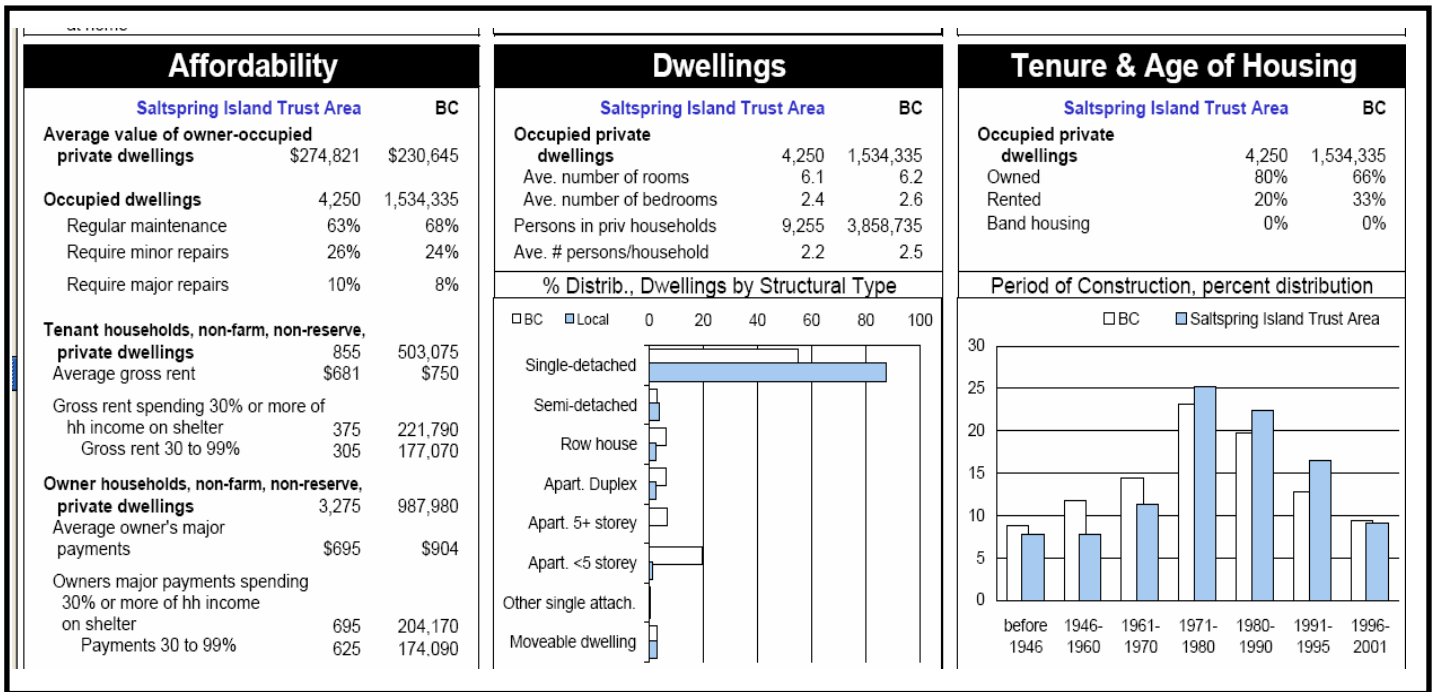 at home
Affordability
Saltspring Island Trust Area BC
Average value of owner-occupied
private dwellings $274,821 $230,645
Occupied dwellings 4,250 1,534,335
Regular maintenance 63% 68%
Require minor repairs 26% 24%
Require major repairs 10% 8%
Tenant households, non-farm, non-reserve,
private dwellings 855 503,075
Average gross rent $681 $750
Gross rent spending 30% or more of
hh income on shelter 375 221,790
Gross rent 30 to 99% 305 177,070
Owner households, non-farm, non-reserve,
private dwellings 3,275 987,980
Average owner's major
payments $695 $904
Owners major payments spending
30% or more of hh income
on shelter 695 204,170
Payments 30 to 99% 625 174,090
Dwellings
Saltspring Island Trust Area BC
Occupied private
dwellings 4,250 1,534,335
Ave. number of rooms 6.1 6.2
Ave. number of bedrooms 2.4 2.6
Persons in priv households 9,255 3,858,735
Ave. # persons/household 2.2 2.5
% Distrib., Dwellings by Structural Type
BC Local 0 20 40 60 80 100
Single-detached
Semi-detached
Row house
Apart. Duplex
Apart. 5+ storey
Apart. <5 storey
Other single attach.
Moveable dwelling
Tenure & Age of Housing
Saltspring Island Trust Area BC
Occupied private
dwellings 4,250 1,534,335
Owned 80% 66%
Rented 20% 33%
Band housing 0% 0%
Period of Construction, percent distribution
BC Saltspring Island Trust Area
30
25
20
15
10
5
0
before 1946- 1961- 1971- 1980- 1991- 1996-
1946 1960 1970 1980 1990 1995 2001